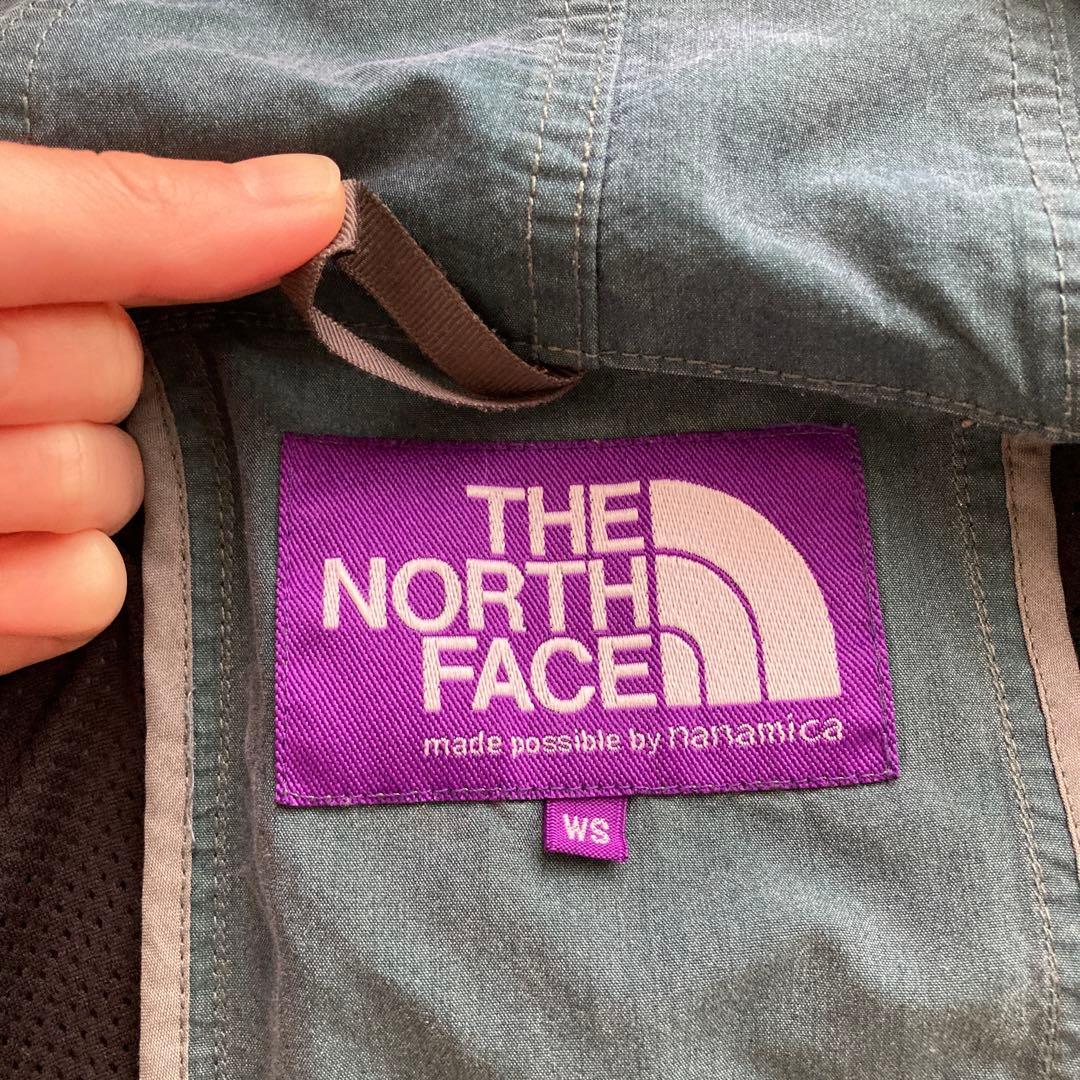 THE
NORTH
FACE
made possible by nanamica
WS